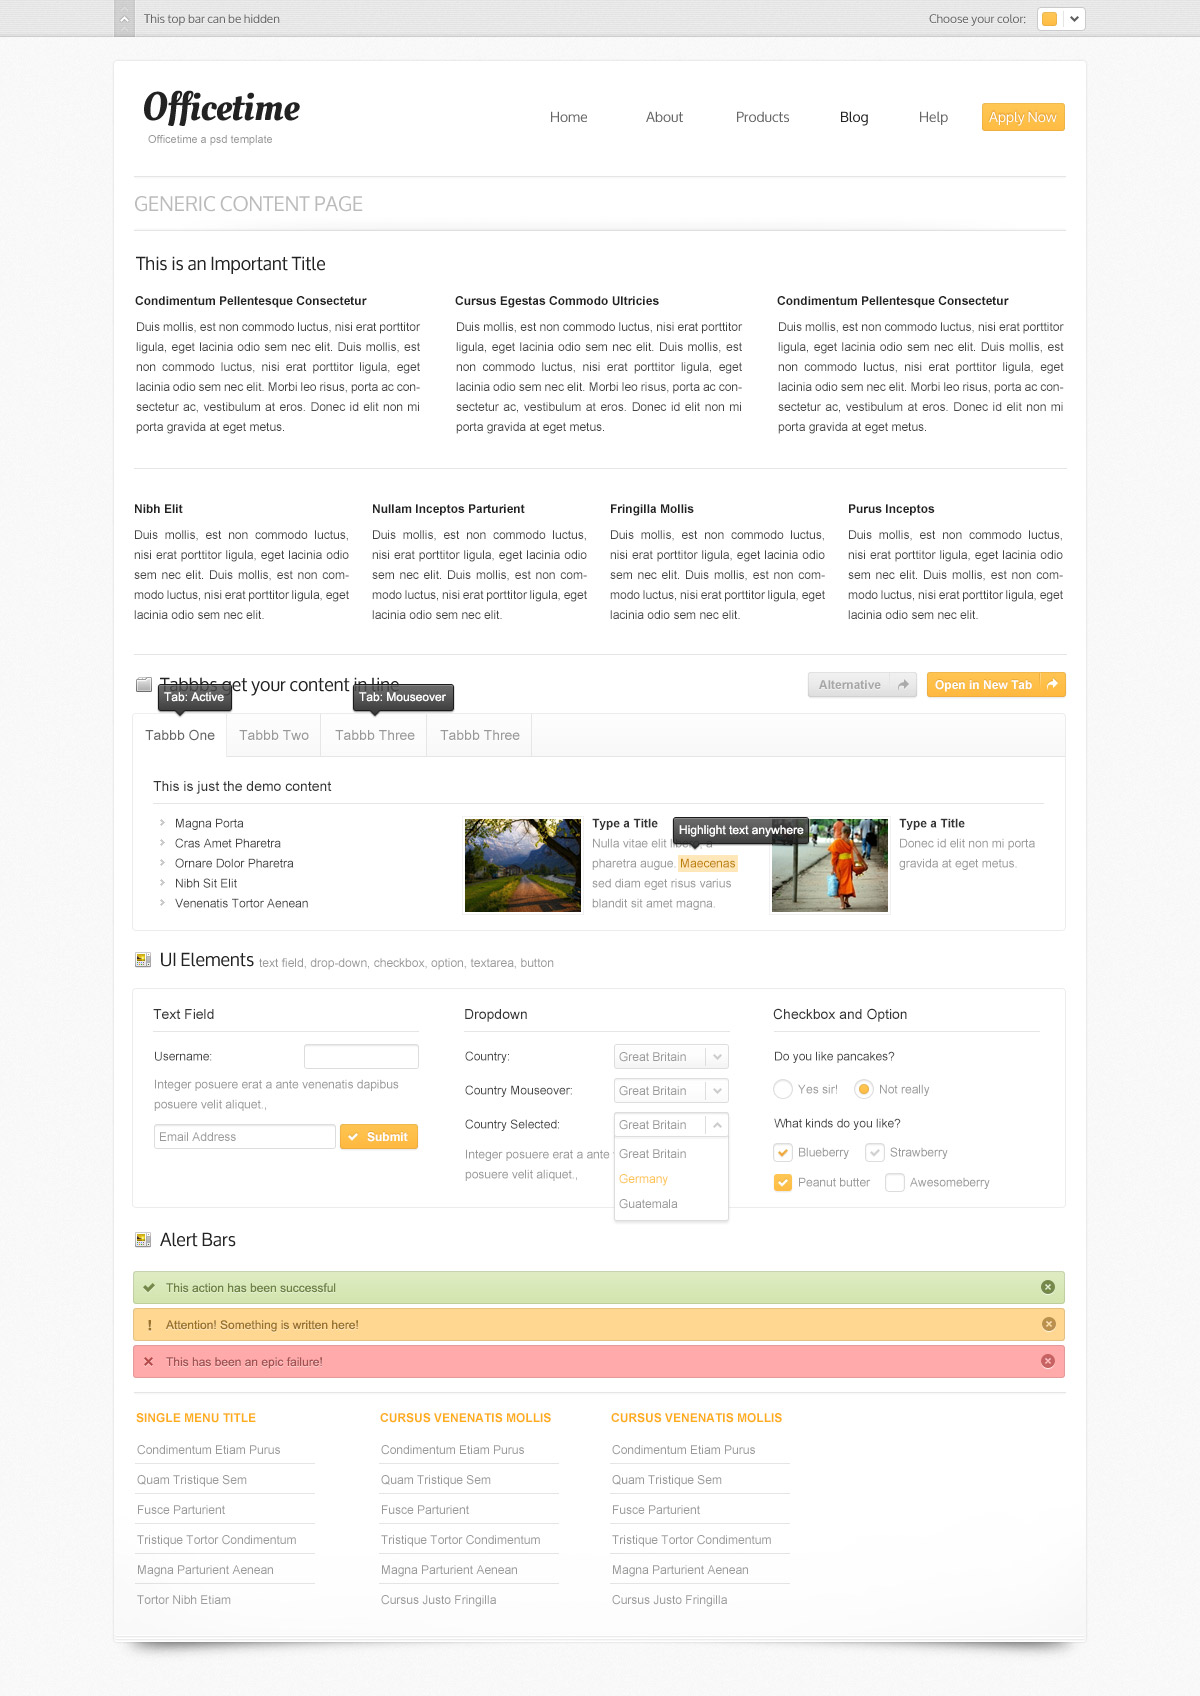 This top bar can be hidden
Choose your color:
Officetime
Officetime a psd template
Home
About
Products
Blog
Help
Apply Now
GENERIC CONTENT PAGE
This is an Important Title
Condimentum Pellentesque Consectetur
Duis mollis, est non commodo luctus, nisi erat porttitor
ligula, eget lacinia odio sem nec elit. Duis mollis, est
non commodo luctus, nisi erat porttitor ligula, eget
lacinia odio sem nec elit. Morbi leo risus, porta ac con-
sectetur ac, vestibulum at eros. Donec id elit non mi
porta gravida at eget metus.
Cursus Egestas Commodo Ultricies
Duis mollis, est non commodo luctus, nisi erat porttitor
ligula, eget lacinia odio sem nec elit. Duis mollis, est
non commodo luctus, nisi erat porttitor ligula, eget
lacinia odio sem nec elit. Morbi leo risus, porta ac con-
sectetur ac, vestibulum at eros. Donec id elit non mi
porta gravida at eget metus.
Condimentum Pellentesque Consectetur
Duis mollis, est non commodo luctus, nisi erat porttitor
ligula, eget lacinia odio sem nec elit. Duis mollis, est
non commodo luctus, nisi erat porttitor ligula, eget
lacinia odio sem nec elit. Morbi leo risus, porta ac con-
sectetur ac, vestibulum at eros. Donec id elit non mi
porta gravida at eget metus.
Nibh Elit
Duis mollis, est non commodo luctus,
nisi erat porttitor ligula, eget lacinia odio
sem nec elit. Duis mollis, est non com-
modo luctus, nisi erat porttitor ligula, eget
lacinia odio sem nec elit.
Nullam Inceptos Parturient
Duis mollis, est non commodo luctus,
nisi erat porttitor ligula, eget lacinia odio
sem nec elit. Duis mollis, est non com-
modo luctus, nisi erat porttitor ligula, eget
lacinia odio sem nec elit.
Fringilla Mollis
Duis mollis, est non commodo luctus,
nisi erat porttitor ligula, eget lacinia odio
sem nec elit. Duis mollis, est non com-
modo luctus, nisi erat porttitor ligula, eget
lacinia odio sem nec elit.
Purus Inceptos
Duis mollis, est non commodo luctus,
nisi erat porttitor ligula, eget lacinia odio
sem nec elit. Duis mollis, est non com-
modo luctus, nisi erat porttitor ligula, eget
lacinia odio sem nec elit.
Tabbbs get your content in line
Tab: Active
Tab: Mouseover
Alternative
Open in New Tab
Tabbb One
Tabbb Two
Tabbb Three
Tabbb Three
This is just the demo content
Magna Porta
Cras Amet Pharetra
Ornare Dolor Pharetra
Nibh Sit Elit
Venenatis Tortor Aenean
Type a Title
Highlight text anywhere
Nulla vitae elit libero, a
pharetra augue. Maecenas
sed diam eget risus varius
blandit sit amet magna.
Type a Title
Donec id elit non mi porta
gravida at eget metus.
UI Elements text field, drop-down, checkbox, option, textarea, button
Text Field
Username:
Integer posuere erat a ante venenatis dapibus
posuere velit aliquet.,
Email Address
Submit
Dropdown
Country:
Great Britain
Country Mouseover:
Great Britain
Country Selected:
Great Britain
Integer posuere erat a ante
posuere velit aliquet.,
Great Britain
Germany
Guatemala
Checkbox and Option
Do you like pancakes?
Yes sir!
Not really
What kinds do you like?
Blueberry
Strawberry
Peanut butter
Awesomeberry
Alert Bars
This action has been successful
Attention! Something is written here!
This has been an epic failure!
SINGLE MENU TITLE
Condimentum Etiam Purus
Quam Tristique Sem
Fusce Parturient
Tristique Tortor Condimentum
Magna Parturient Aenean
Tortor Nibh Etiam
CURSUS VENENATIS MOLLIS
Condimentum Etiam Purus
Quam Tristique Sem
Fusce Parturient
Tristique Tortor Condimentum
Magna Parturient Aenean
Cursus Justo Fringilla
CURSUS VENENATIS MOLLIS
Condimentum Etiam Purus
Quam Tristique Sem
Fusce Parturient
Tristique Tortor Condimentum
Magna Parturient Aenean
Cursus Justo Fringilla